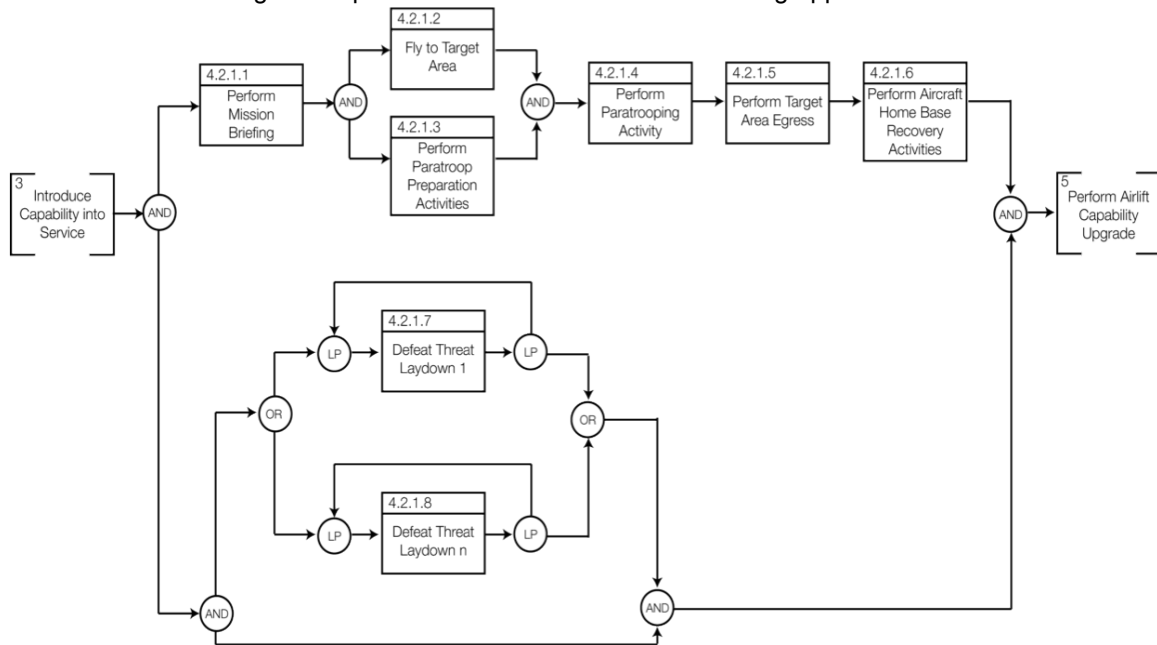 4.2.1.2
Fly to Target
Area
4.2.1.1
Perform
Mission
Briefing
AND
AND
4.2.1.3
Perform
Paratroop
Preparation
Activities
4.2.1.4
Perform
Paratrooping
Activity
4.2.1.5
Perform Target
Area Egress
4.2.1.6
Perform Aircraft
Home Base
Recovery
Activities
3
Introduce
Capability into
Service
AND
AND
5
Perform Airlift
Capability
Upgrade
4.2.1.7
Defeat Threat
Laydown 1
LP
LP
OR
OR
4.2.1.8
Defeat Threat
Laydown n
LP
LP
AND
AND